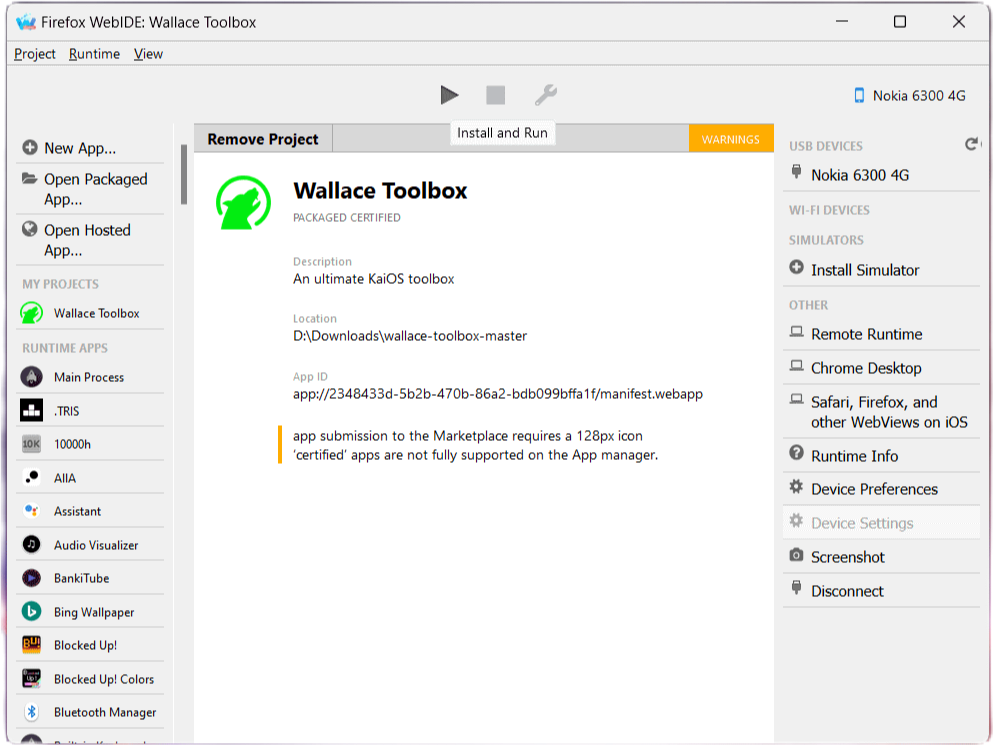 Firefox WebIDE: Wallace Toolbox
Project Runtime View
Nokia 6300 4G
Install and Run
New App...
Open Packaged
App...
Open Hosted
App...
MY PROJECTS
Wallace Toolbox
RUNTIME APPS
Main Process
.TRIS
10K
10000h
AIIA
Assistant
Audio Visualizer
BankiTube
Bing Wallpaper
Blocked Up!
Blocked Up! Colors
Bluetooth Manager
Remove Project
WARNINGS
Wallace Toolbox
PACKAGED CERTIFIED
Description
An ultimate KaiOS toolbox
Location
D:\Downloads\wallace-toolbox-master
App ID
app://2348433d-5b2b-470b-86a2-bdb099bffa1f/manifest.webapp
app submission to the Marketplace requires a 128px icon
'certified' apps are not fully supported on the App manager.
USB DEVICES
Nokia 6300 4G
WI-FI DEVICES
SIMULATORS
Install Simulator
OTHER
Remote Runtime
Chrome Desktop
Safari, Firefox, and
other WebViews on iOS
Runtime Info
Device Preferences
Device Settings
Screenshot
Disconnect